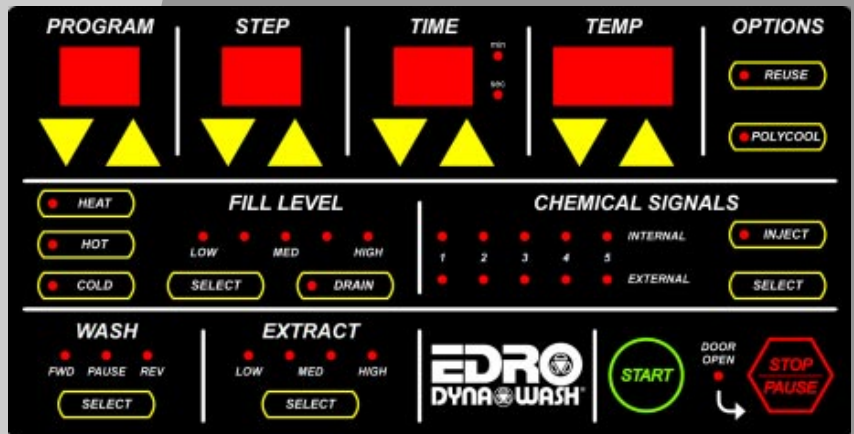 PROGRAM STEP TIME TEMP OPTIONS
min
sec
REUSE
POLYCOOL
HEAT
HOT
COLD
FILL LEVEL
LOW MED HIGH
SELECT DRAIN
CHEMICAL SIGNALS
INTERNAL
1 2 3 4 5
EXTERNAL
INJECT
SELECT
WASH
FWD PAUSE REV
SELECT
EXTRACT
LOW MED HIGH
SELECT
EDRO
DYNA WASH
START
DOOR
OPEN
STOP
PAUSE